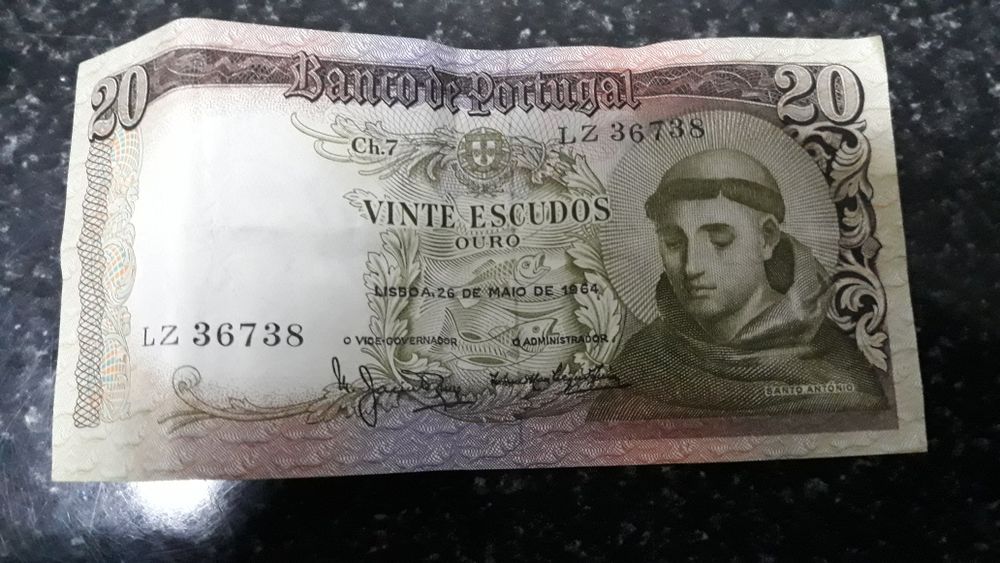 20 Banco de Portugal 20
LZ 36738
Ch.7
VINTE ESCUDOS
OURO
LISBOA, 26 DE MAIO DE 1964
LZ 36738
O VICE-GOVERNADOR
O ADMINISTRADOR
SANTO ANTÓNIO